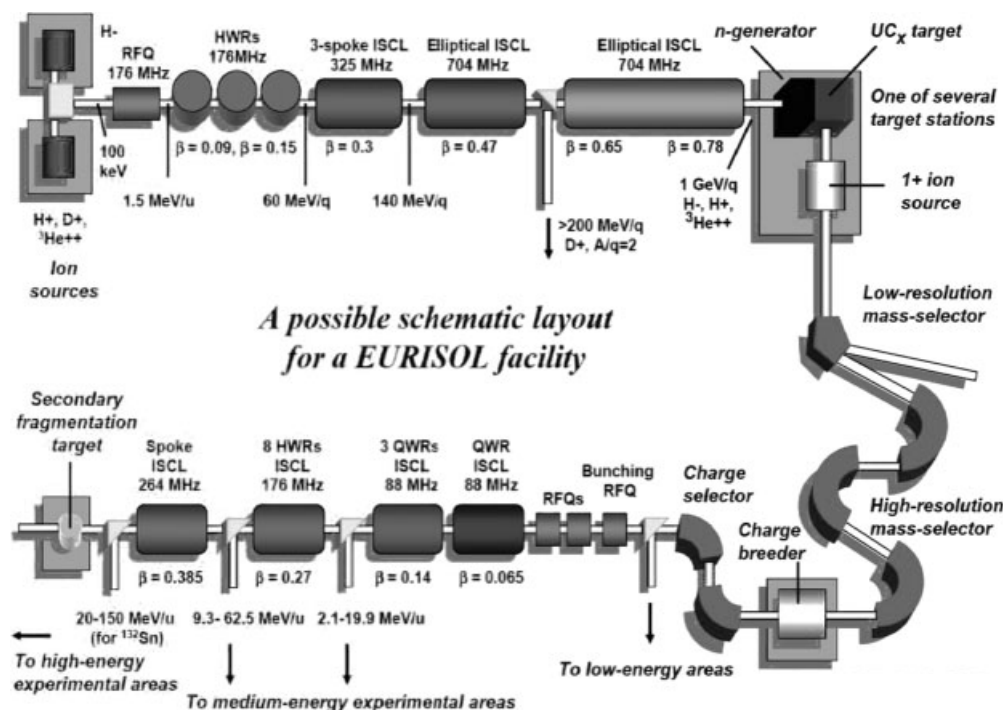 H-
RFQ
176 MHz
HWRs
176MHz
3-spoke ISCL
325 MHz
Elliptical ISCL
704 MHz
Elliptical ISCL
704 MHz
n-generator
UCx target
One of several
target stations
1+ ion
source
100
keV
β = 0.09, β = 0.15
β = 0.3
β = 0.47
β = 0.65
β = 0.78
1.5 MeV/u
60 MeV/q
140 MeV/q
>200 MeV/q
D+, A/q=2
1 GeV/q
H-, H+,
3He++
H+, D+,
3He++
Ion
sources
A possible schematic layout
for a EURISOL facility
Low-resolution
mass-selector
High-resolution
mass-selector
Secondary
fragmentation
target
Spoke
ISCL
264 MHz
8 HWRs
ISCL
176 MHz
3 QWRs
ISCL
88 MHz
QWR
ISCL
88 MHz
RFQs
Bunching
RFQ
Charge
selector
Charge
breeder
β = 0.385
β = 0.27
β = 0.14
β = 0.065
20-150 MeV/u
(for 132Sn)
9.3- 62.5 MeV/u
2.1-19.9 MeV/u
To high-energy
experimental areas
To medium-energy experimental areas
To low-energy areas